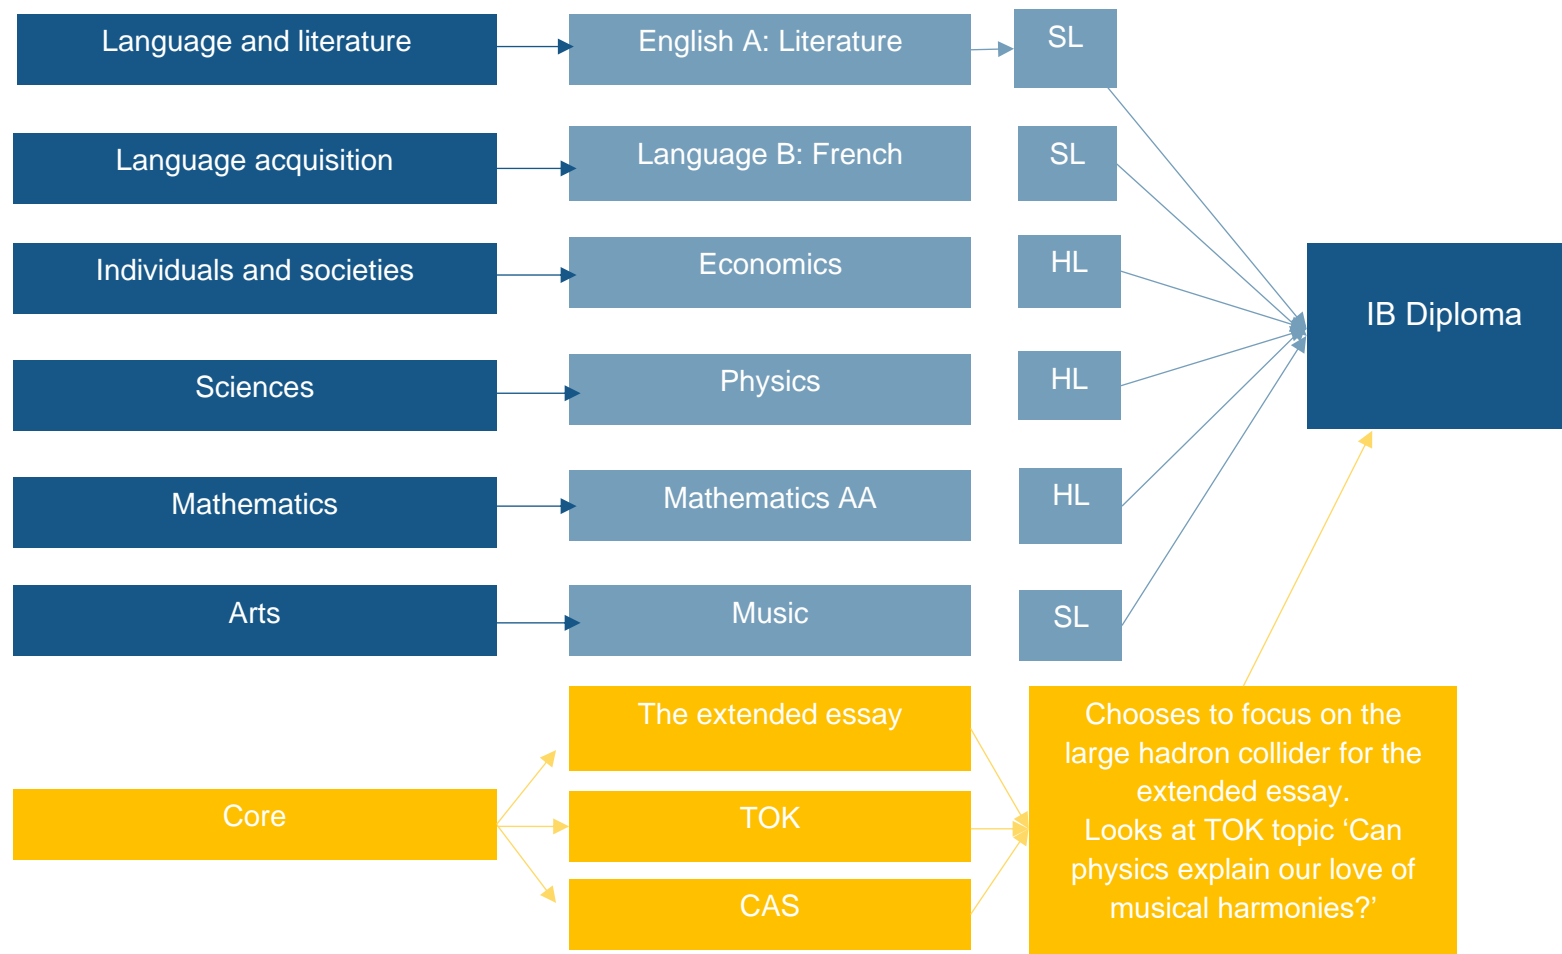 Language and literature
English A: Literature
SL
Language acquisition
Language B: French
SL
Individuals and societies
Economics
HL
Sciences
Physics
HL
Mathematics
Mathematics AA
HL
Arts
Music
SL
IB Diploma
Core
The extended essay
TOK
CAS
Chooses to focus on the
large hadron collider for the
extended essay.
Looks at TOK topic ‘Can
physics explain our love of
musical harmonies?’